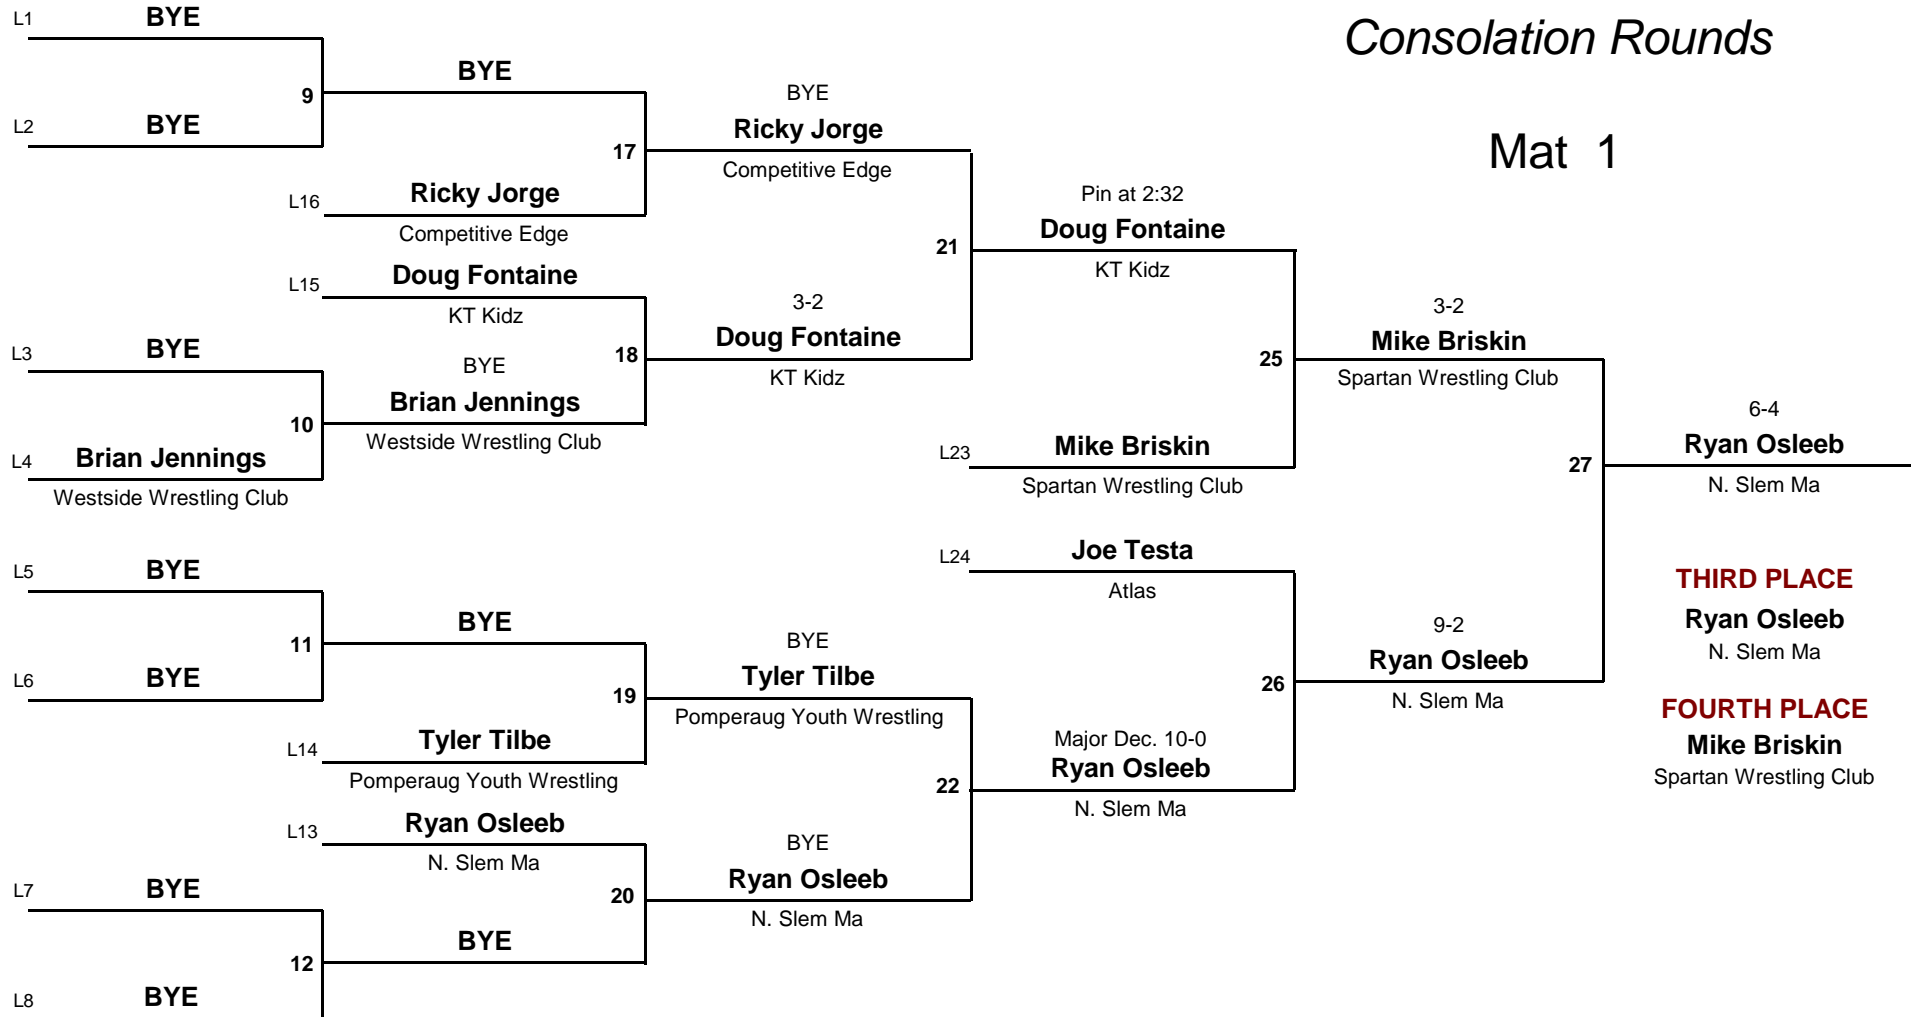 Consolation Rounds
Mat 1
L1 BYE
9
L2 BYE
BYE
17
L16 Ricky Jorge
Competitive Edge
BYE
Ricky Jorge
Competitive Edge
21
L15 Doug Fontaine
KT Kidz
18
L3 BYE
10
L4 Brian Jennings
Westside Wrestling Club
BYE
Brian Jennings
Westside Wrestling Club
3-2
Doug Fontaine
KT Kidz
Pin at 2:32
Doug Fontaine
KT Kidz
25
L23 Mike Briskin
Spartan Wrestling Club
3-2
Mike Briskin
Spartan Wrestling Club
27
6-4
Ryan Osleeb
N. Slem Ma
L5 BYE
11
L6 BYE
BYE
19
L14 Tyler Tilbe
Pomperaug Youth Wrestling
BYE
Tyler Tilbe
Pomperaug Youth Wrestling
22
L13 Ryan Osleeb
N. Slem Ma
20
L7 BYE
12
L8 BYE
BYE
BYE
Ryan Osleeb
N. Slem Ma
Major Dec. 10-0
Ryan Osleeb
N. Slem Ma
L24 Joe Testa
Atlas
26
9-2
Ryan Osleeb
N. Slem Ma
THIRD PLACE
Ryan Osleeb
N. Slem Ma
FOURTH PLACE
Mike Briskin
Spartan Wrestling Club